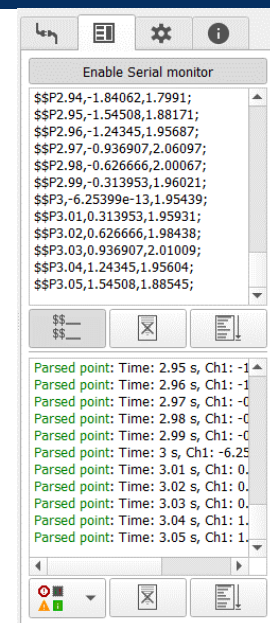 Enable Serial monitor
$$P2.94,-1.84062,1.7991;
$$P2.95,-1.54508,1.88171;
$$P2.96,-1.24345,1.95687;
$$P2.97,-0.936907,2.06097;
$$P2.98,-0.626666,2.00067;
$$P2.99,-0.313953,1.96021;
$$P3,-6.25399e-13,1.95439;
$$P3.01,0.313953,1.95931;
$$P3.02,0.626666,1.98438;
$$P3.03,0.936907,2.01009;
$$P3.04,1.24345,1.95604;
$$P3.05,1.54508,1.88545;
$$__
$$__
Parsed point: Time: 2.95 s, Ch1: -1
Parsed point: Time: 2.96 s, Ch1: -1
Parsed point: Time: 2.97 s, Ch1: -0
Parsed point: Time: 2.98 s, Ch1: -0
Parsed point: Time: 2.99 s, Ch1: -0
Parsed point: Time: 3 s, Ch1: -6.25
Parsed point: Time: 3.01 s, Ch1: 0.
Parsed point: Time: 3.02 s, Ch1: 0.
Parsed point: Time: 3.03 s, Ch1: 0.
Parsed point: Time: 3.04 s, Ch1: 1.
Parsed point: Time: 3.05 s, Ch1: 1.